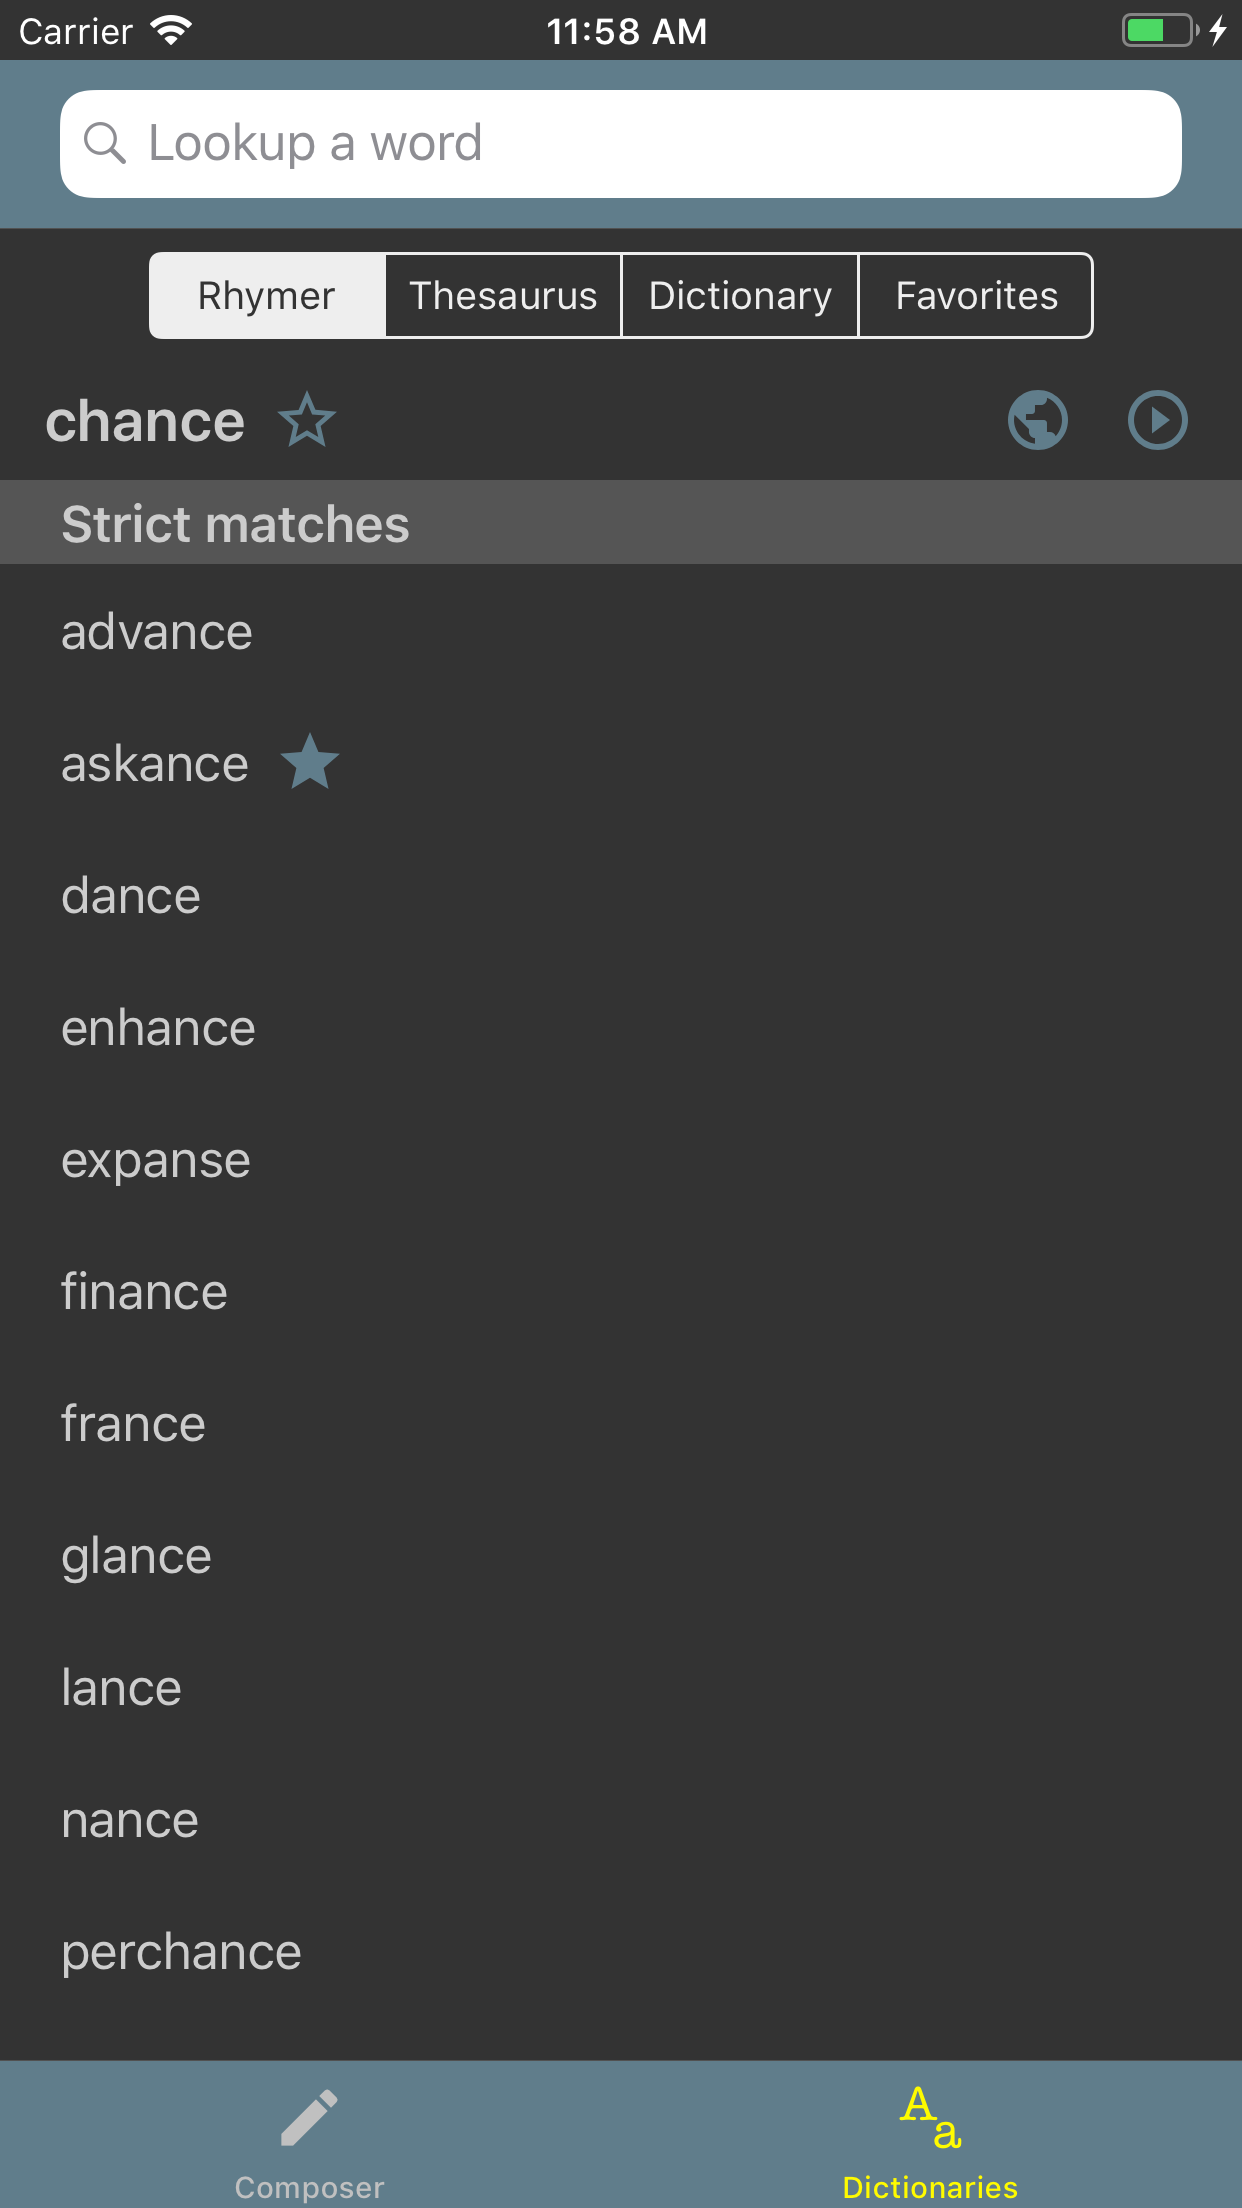 Carrier 11:58 AM
Lookup a word
Rhymer Thesaurus Dictionary Favorites
chance
Strict matches
advance
askance
dance
enhance
expanse
finance
france
glance
lance
nance
perchance
Aa
Composer Dictionaries